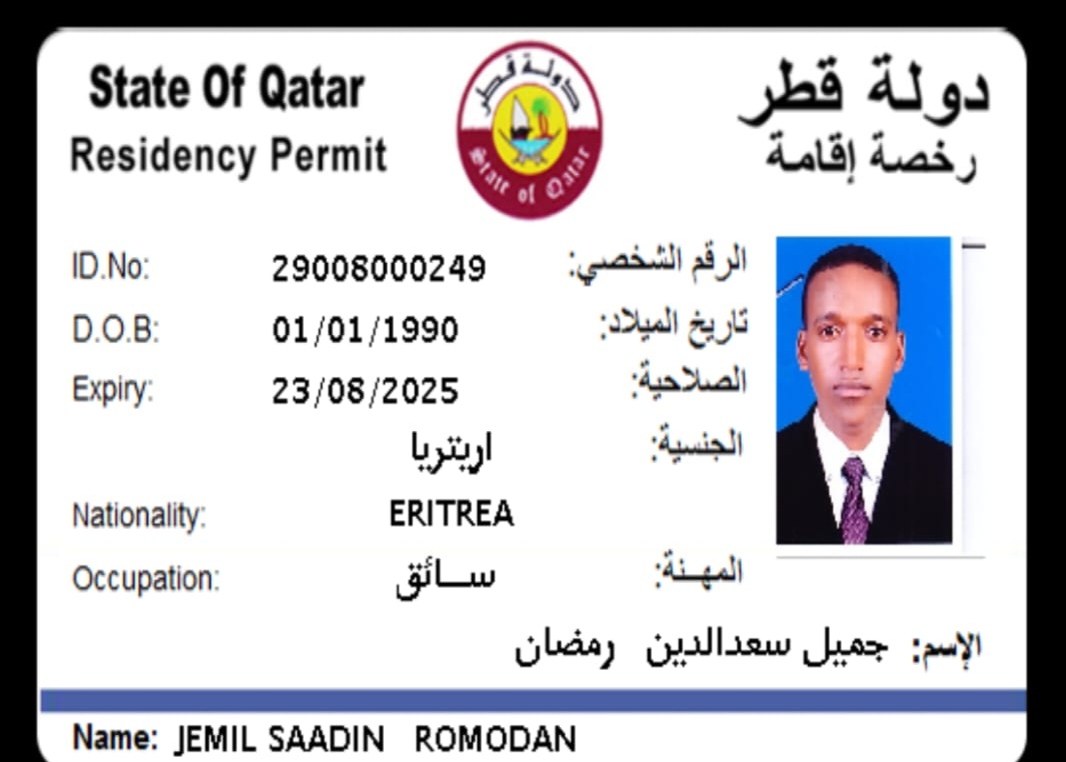 State Of Qatar دولة قطر
Residency Permit رخصة إقامة
دولة قطر
State of Qatar
ID.No: 29008000249 الرقم الشخصي:
D.O.B: 01/01/1990 تاريخ الميلاد:
Expiry: 23/08/2025 الصلاحية:
اريتريا الجنسية:
Nationality: ERITREA
Occupation: سـائق المهـنة:
الإسم: جميل سعدالدين رمضان
Name: JEMIL SAADIN ROMODAN